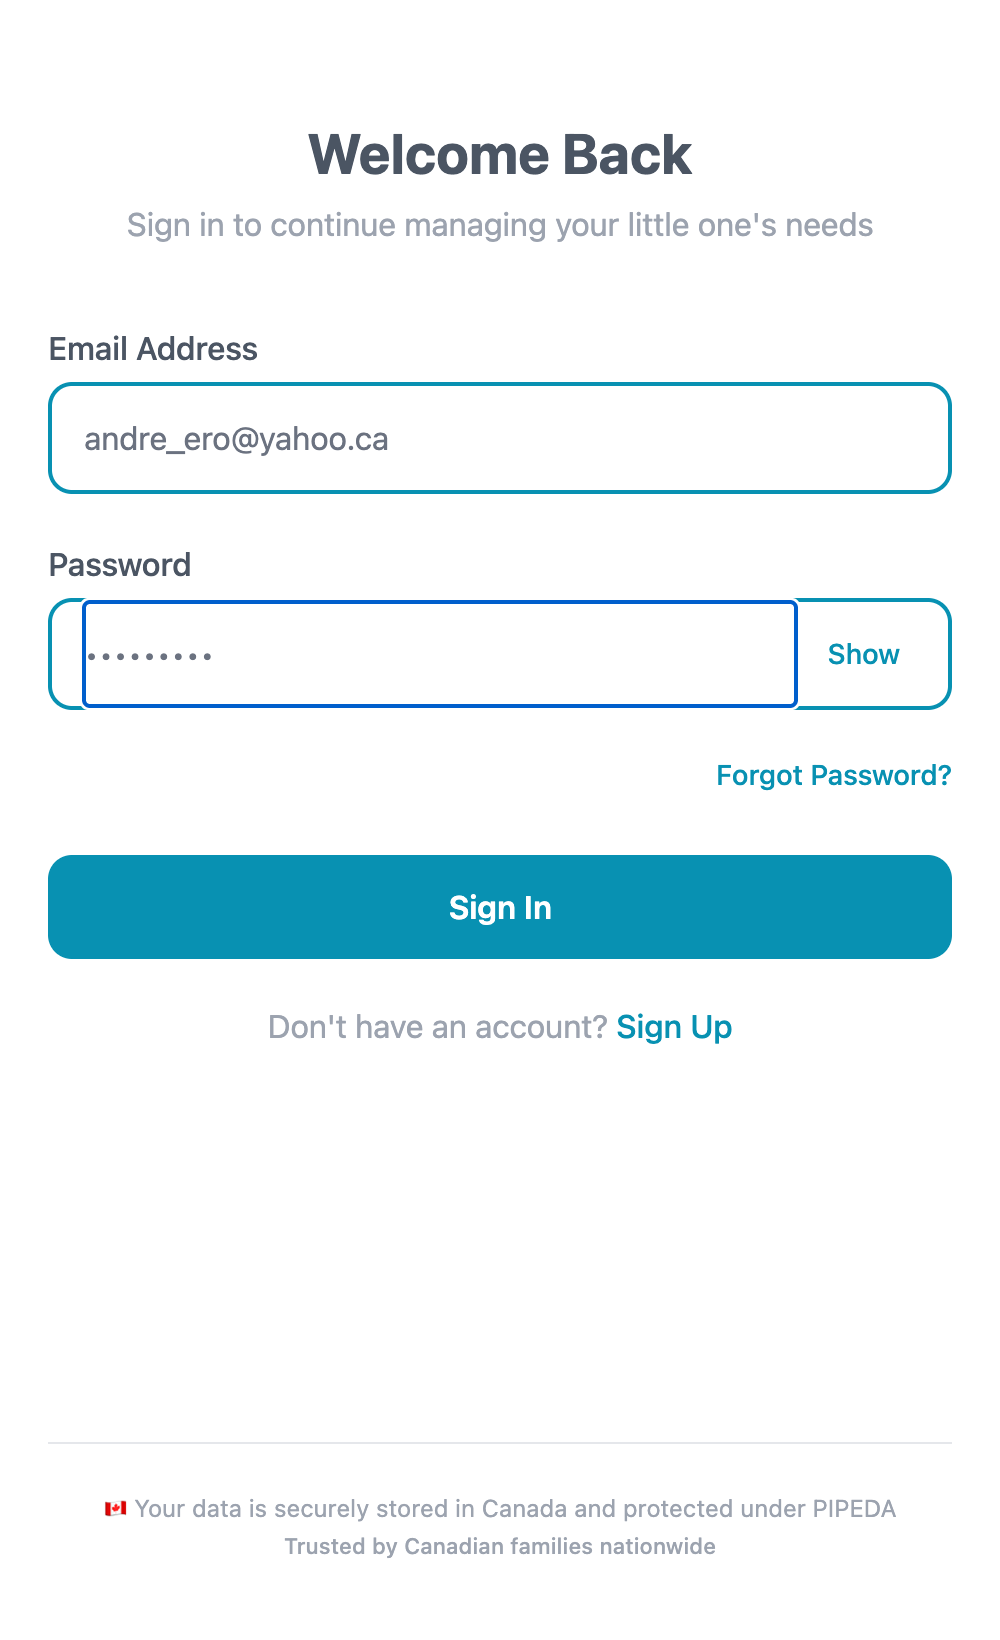 Welcome Back
Sign in to continue managing your little one's needs
Email Address
andre_ero@yahoo.ca
Password
•••••••••
Show
Forgot Password?
Sign In
Don't have an account? Sign Up
🇨🇦 Your data is securely stored in Canada and protected under PIPEDA
Trusted by Canadian families nationwide